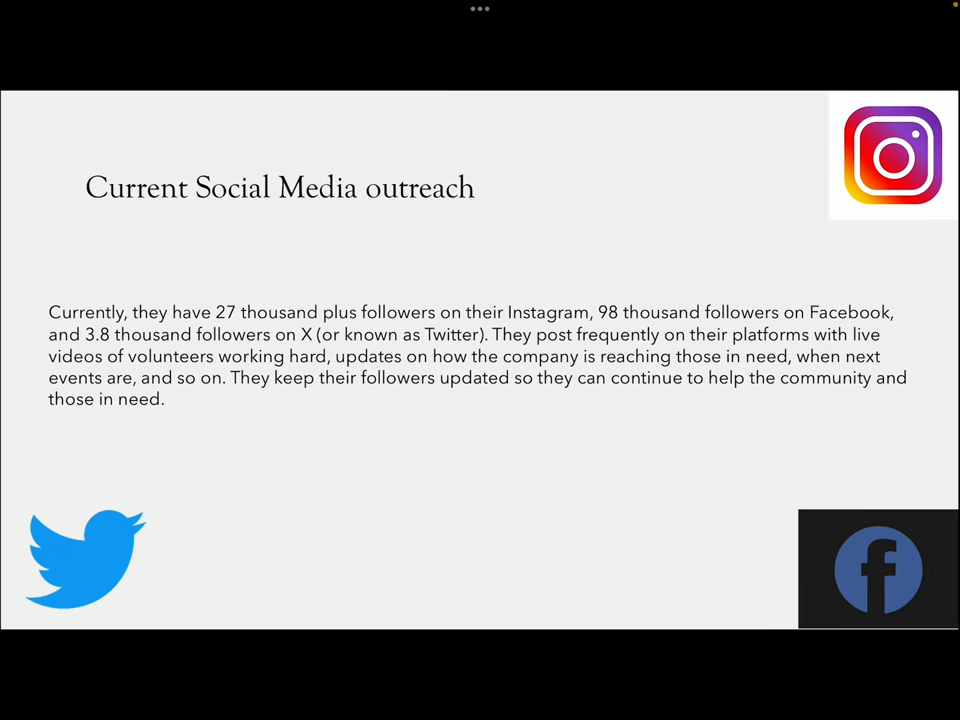 Current Social Media outreach
Currently, they have 27 thousand plus followers on their Instagram, 98 thousand followers on Facebook,
and 3.8 thousand followers on X (or known as Twitter). They post frequently on their platforms with live
videos of volunteers working hard, updates on how the company is reaching those in need, when next
events are, and so on. They keep their followers updated so they can continue to help the community and
those in need.